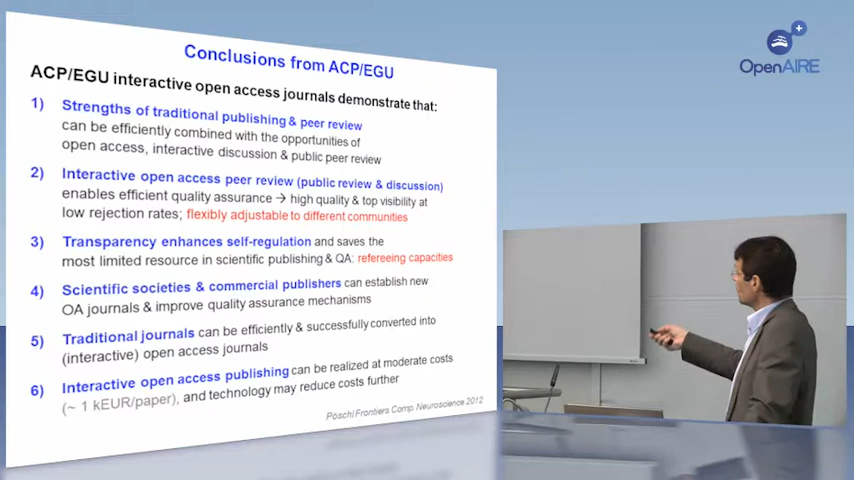 OpenAIRE
Conclusions from ACP/EGU
ACP/EGU interactive open access journals demonstrate that:
1) Strengths of traditional publishing & peer review
can be efficiently combined with the opportunities of
open access, interactive discussion & public peer review
2) Interactive open access peer review (public review & discussion)
enables efficient quality assurance → high quality & top visibility at
low rejection rates; flexibly adjustable to different communities
3) Transparency enhances self-regulation and saves the
most limited resource in scientific publishing & QA: refereeing capacities
4) Scientific societies & commercial publishers can establish new
OA journals & improve quality assurance mechanisms
5) Traditional journals can be efficiently & successfully converted into
(interactive) open access journals
6) Interactive open access publishing can be realized at moderate costs
(~ 1 kEUR/paper), and technology may reduce costs further
Pöschl Frontiers Comp. Neuroscience 2012